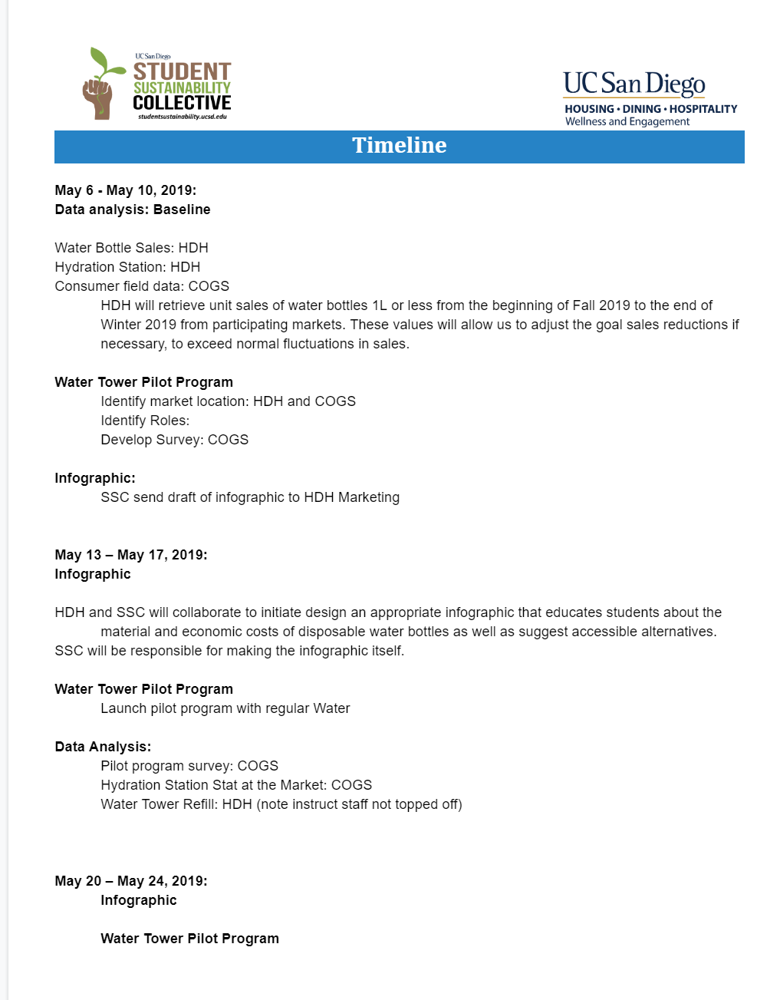 UC San Diego
STUDENT
SUSTAINABILITY
COLLECTIVE
studentsustainability.ucsd.edu
UC San Diego
HOUSING • DINING • HOSPITALITY
Wellness and Engagement
Timeline
May 6 - May 10, 2019:
Data analysis: Baseline
Water Bottle Sales: HDH
Hydration Station: HDH
Consumer field data: COGS
HDH will retrieve unit sales of water bottles 1L or less from the beginning of Fall 2019 to the end of
Winter 2019 from participating markets. These values will allow us to adjust the goal sales reductions if
necessary, to exceed normal fluctuations in sales.
Water Tower Pilot Program
Identify market location: HDH and COGS
Identify Roles:
Develop Survey: COGS
Infographic:
SSC send draft of infographic to HDH Marketing
May 13 – May 17, 2019:
Infographic
HDH and SSC will collaborate to initiate design an appropriate infographic that educates students about the
material and economic costs of disposable water bottles as well as suggest accessible alternatives.
SSC will be responsible for making the infographic itself.
Water Tower Pilot Program
Launch pilot program with regular Water
Data Analysis:
Pilot program survey: COGS
Hydration Station Stat at the Market: COGS
Water Tower Refill: HDH (note instruct staff not topped off)
May 20 – May 24, 2019:
Infographic
Water Tower Pilot Program